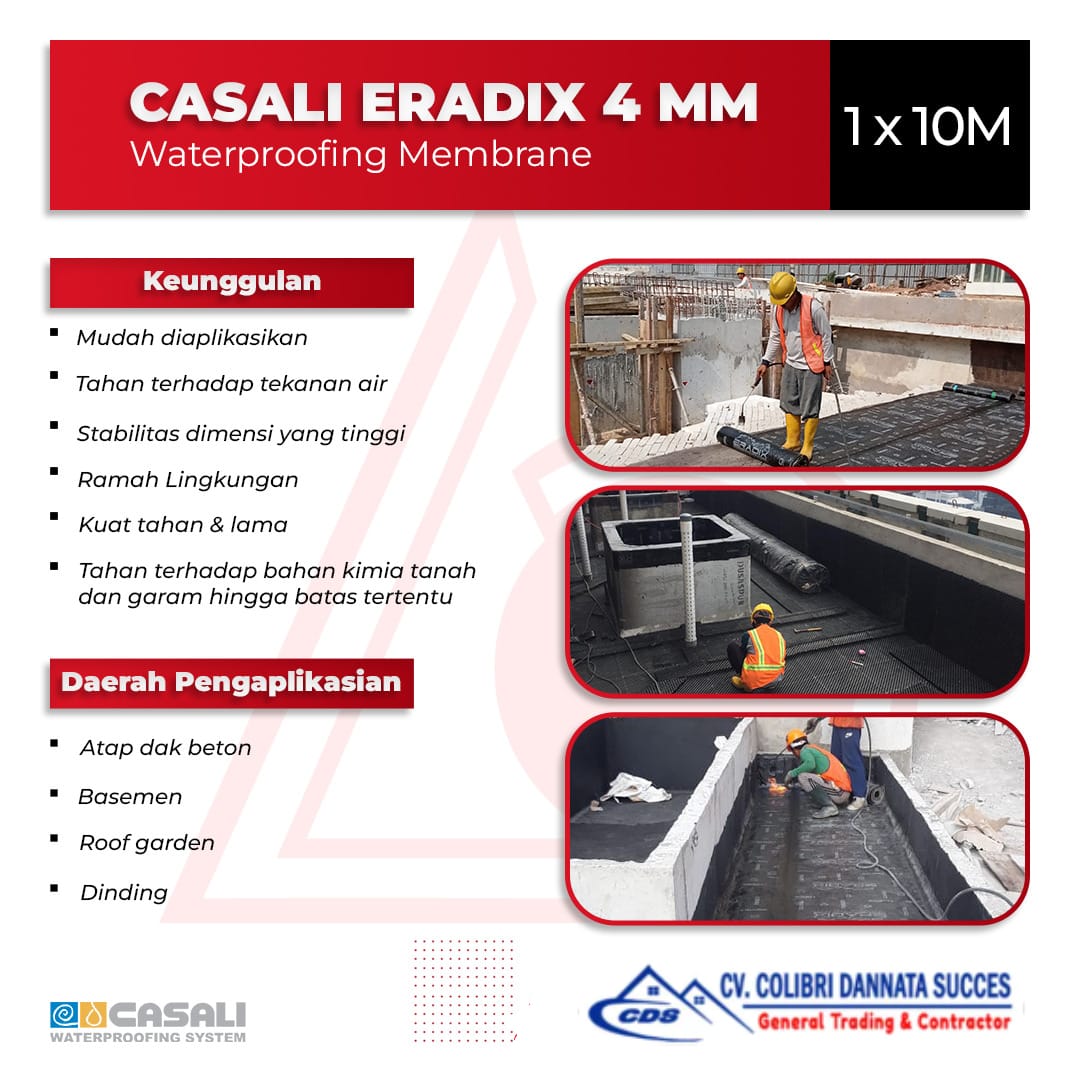 CASALI ERADIX 4 MM
Waterproofing Membrane
1 x 10M
Keunggulan
Mudah diaplikasikan
Tahan terhadap tekanan air
Stabilitas dimensi yang tinggi
Ramah Lingkungan
Kuat tahan & lama
Tahan terhadap bahan kimia tanah
dan garam hingga batas tertentu
Daerah Pengaplikasian
Atap dak beton
Basemen
Roof garden
Dinding
ERADIX
CASALI
WATERPROOFING SYSTEM
CDS
CV. COLIBRI DANNATA SUCCES
General Trading & Contractor